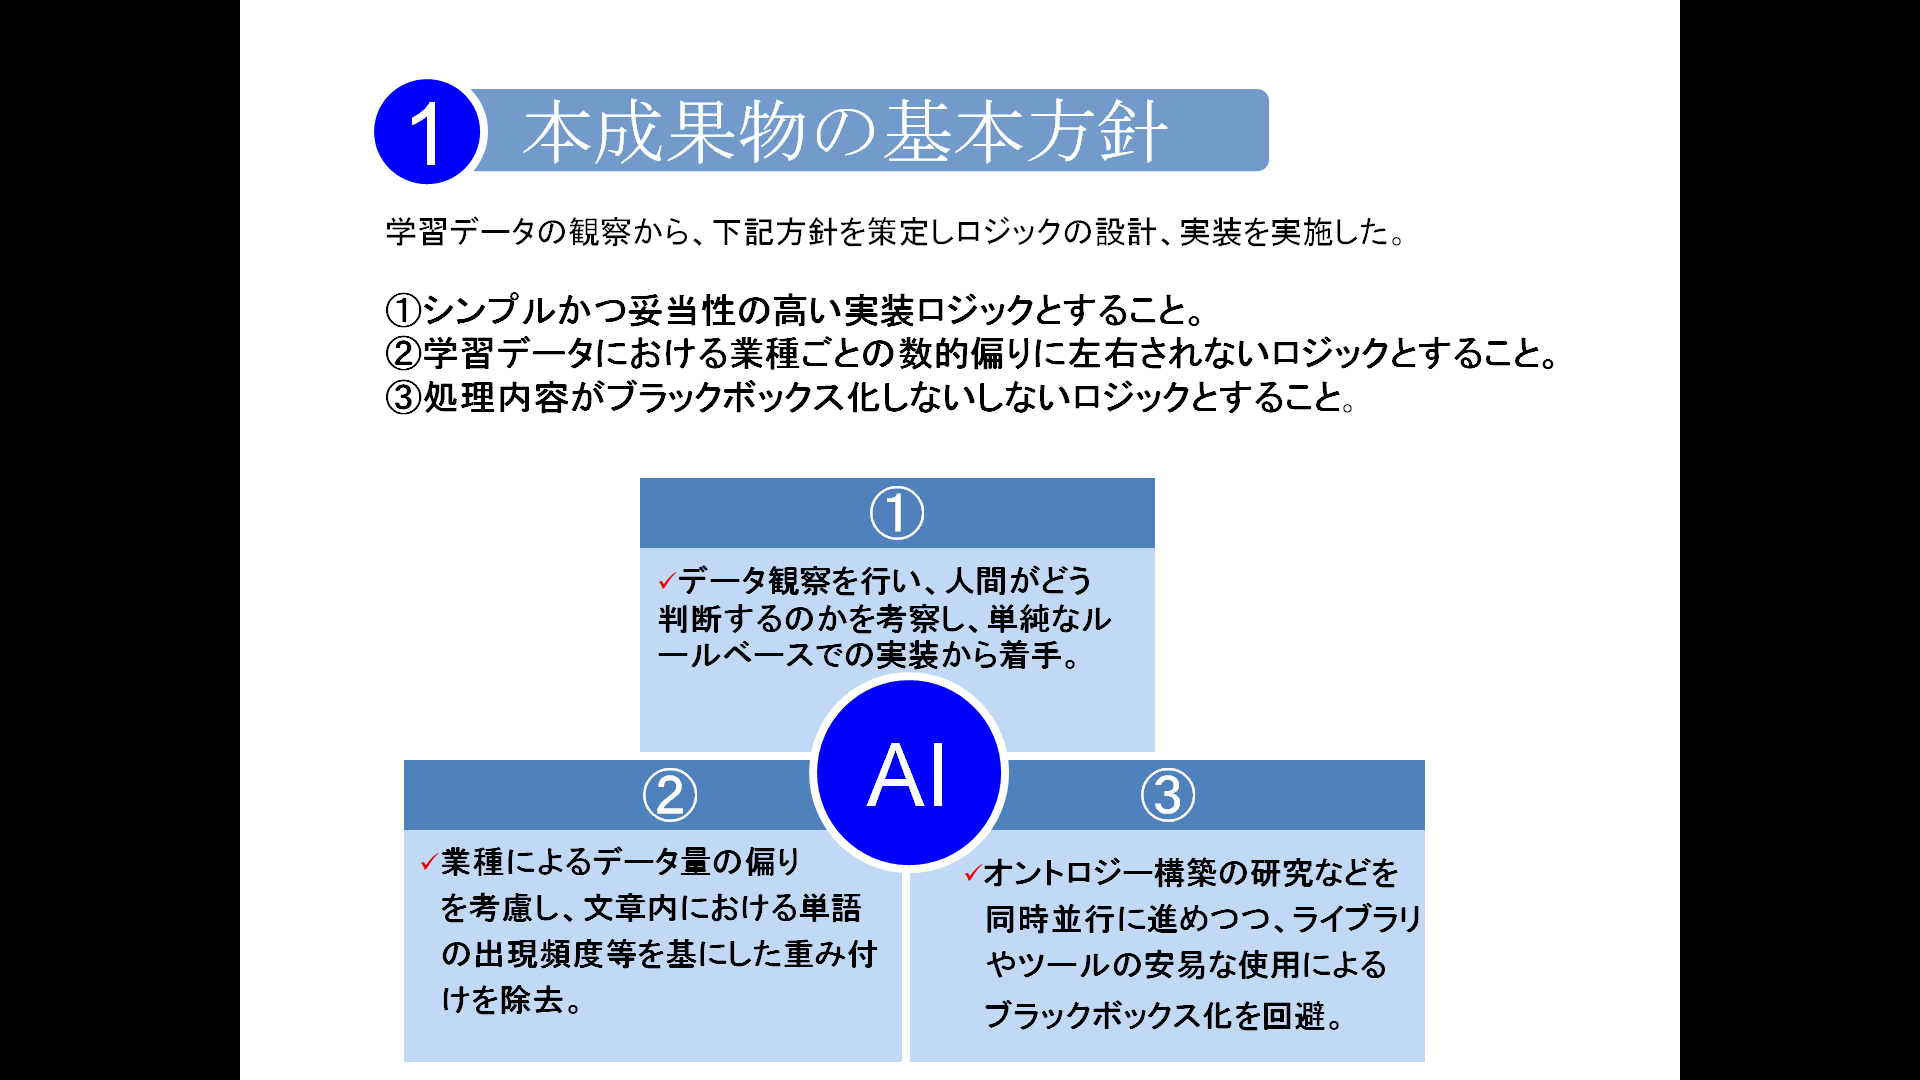 1 本成果物の基本方針
学習データの観察から、下記方針を策定しロジックの設計、実装を実施した。
①シンプルかつ妥当性の高い実装ロジックとすること。
②学習データにおける業種ごとの数的偏りに左右されないロジックとすること。
③処理内容がブラックボックス化しないしないロジックとすること。
①
✓データ観察を行い、人間がどう
判断するのかを考察し、単純なル
ールベースでの実装から着手。
AI
②
✓業種によるデータ量の偏り
を考慮し、文章内における単語
の出現頻度等を基にした重み付
けを除去。
③
✓オントロジー構築の研究などを
同時並行に進めつつ、ライブラリ
やツールの安易な使用による
ブラックボックス化を回避。